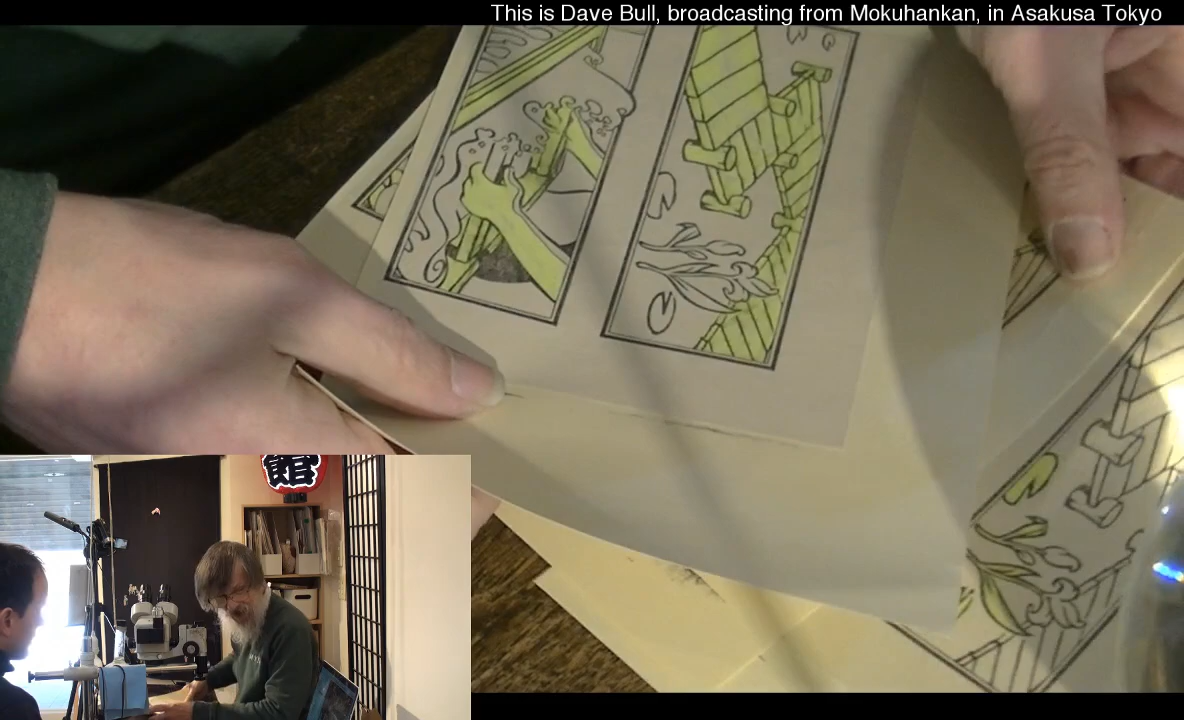 This is Dave Bull, broadcasting from Mokuhankan, in Asakusa Tokyo
館